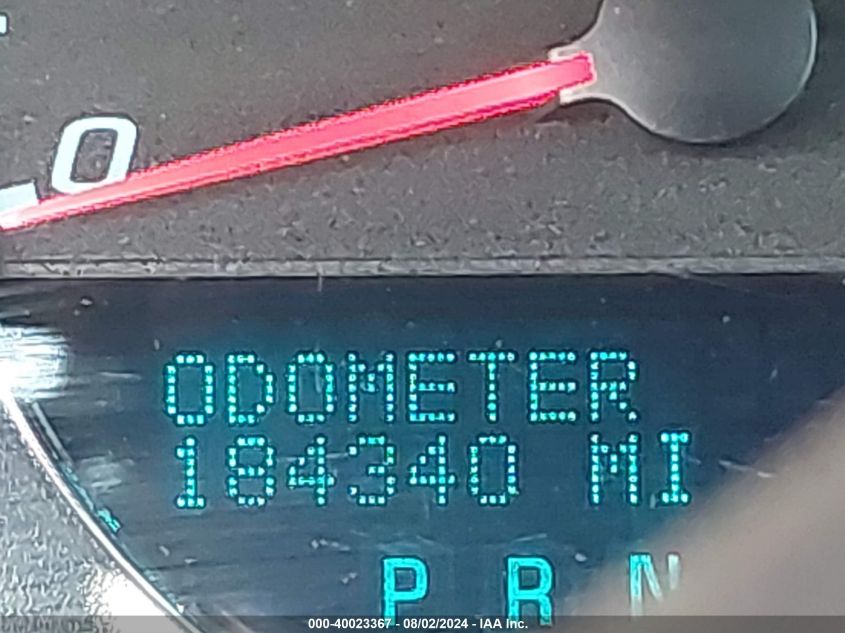 0
ODOMETER
184340 MI
P R N
000-40023367 - 08/02/2024 - IAA Inc.